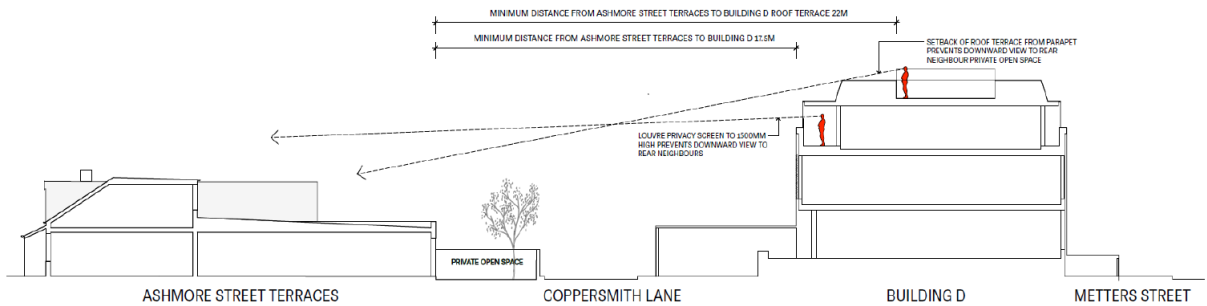 MINIMUM DISTANCE FROM ASHMORE STREET TERRACES TO BUILDING D ROOF TERRACE 22M
MINIMUM DISTANCE FROM ASHMORE STREET TERRACES TO BUILDING D 17.5M
SETBACK OF ROOF TERRACE FROM PARAPET
PREVENTS DOWNWARD VIEW TO REAR
NEIGHBOUR PRIVATE OPEN SPACE
LOUVRE PRIVACY SCREEN TO 1500MM
HIGH PREVENTS DOWNWARD VIEW TO
REAR NEIGHBOURS
PRIVATE OPEN SPACE
ASHMORE STREET TERRACES
COPPERSMITH LANE
BUILDING D
METTERS STREET